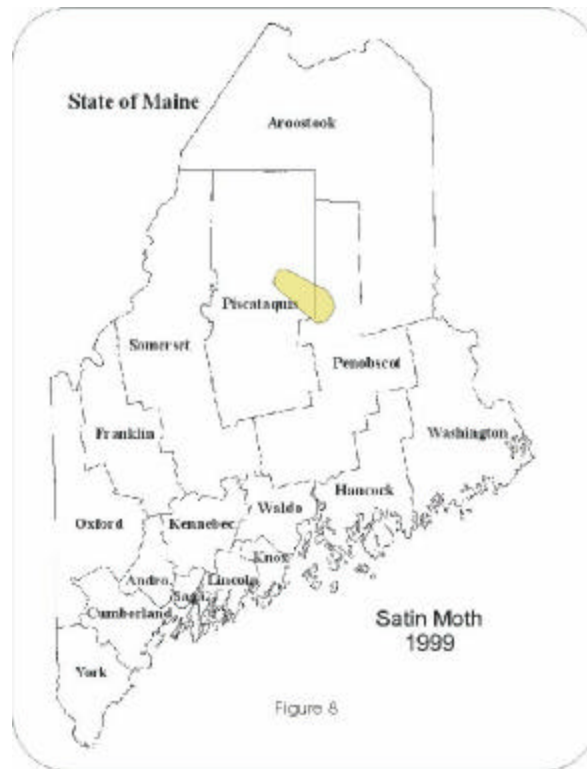 State of Maine
Aroostook
Piscataquis
Somerset
Penobscot
Franklin
Washington
Hancock
Waldo
Oxford
Kennebec
Knox
Andro.
Lincoln
Saga.
Cumberland
Satin Moth
1999
York
Figure 8